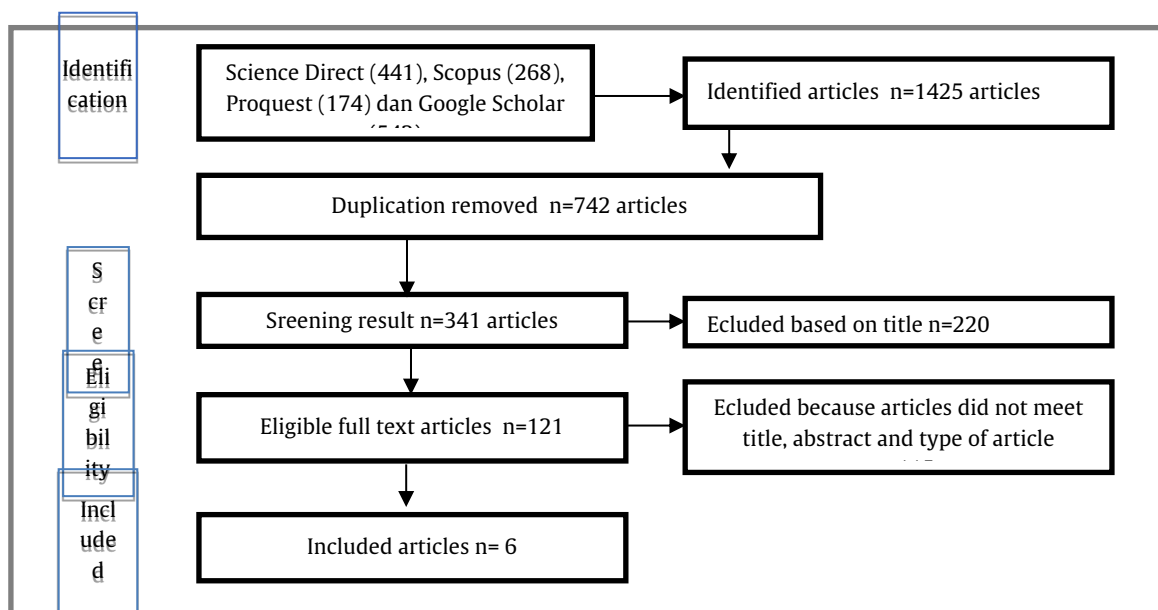 Identifi
cation
Science Direct (441), Scopus (268),
Proquest (174) dan Google Scholar
Identified articles n=1425 articles
Duplication removed n=742 articles
S
cr
e
e
Sreening result n=341 articles
Ecluded based on title n=220
Eli
gi
bil
ity
Eligible full text articles n=121
Ecluded because articles did not meet
title, abstract and type of article
Incl
ude
d
Included articles n= 6